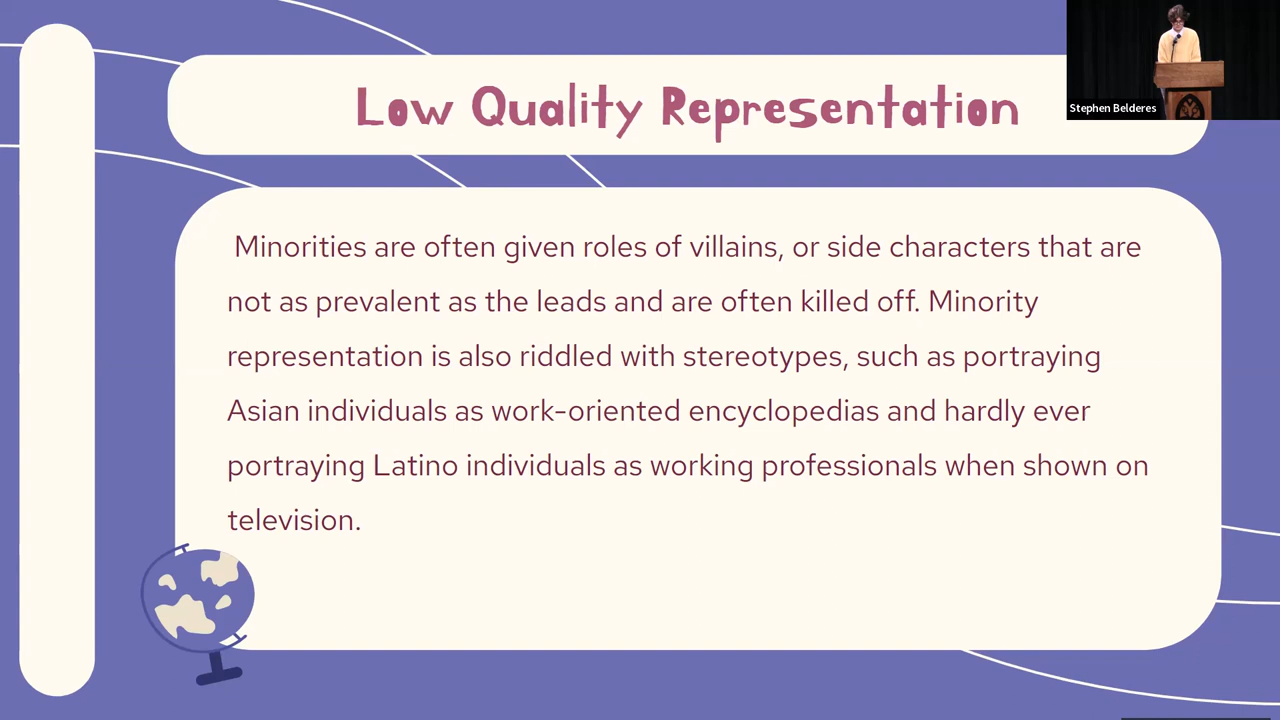 Low Quality Representation
Stephen Belderes
Minorities are often given roles of villains, or side characters that are
not as prevalent as the leads and are often killed off. Minority
representation is also riddled with stereotypes, such as portraying
Asian individuals as work-oriented encyclopedias and hardly ever
portraying Latino individuals as working professionals when shown on
television.